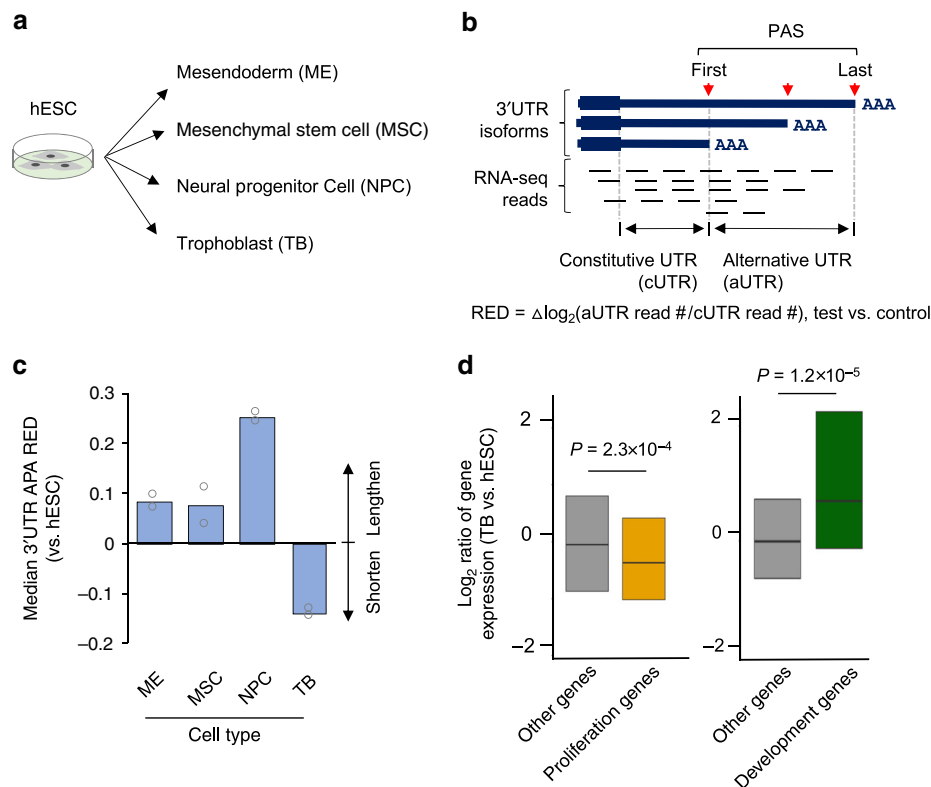 a
hESC
Mesendoderm (ME)
Mesenchymal stem cell (MSC)
Neural progenitor Cell (NPC)
Trophoblast (TB)
b
PAS
First
Last
3′UTR
isoforms
AAA
AAA
AAA
RNA-seq
reads
Constitutive UTR
(cUTR)
Alternative UTR
(aUTR)
RED = △log₂(aUTR read #/cUTR read #), test vs. control
c
Median 3′UTR APA RED
(vs. hESC)
0.3
0.2
0.1
0
–0.1
–0.2
Lengthen
Shorten
ME
MSC
NPC
TB
Cell type
d
Log₂ ratio of gene
expression (TB vs. hESC)
2
0
–2
P = 2.3×10⁻⁴
Other genes
Proliferation genes
2
0
–2
P = 1.2×10⁻⁵
Other genes
Development genes